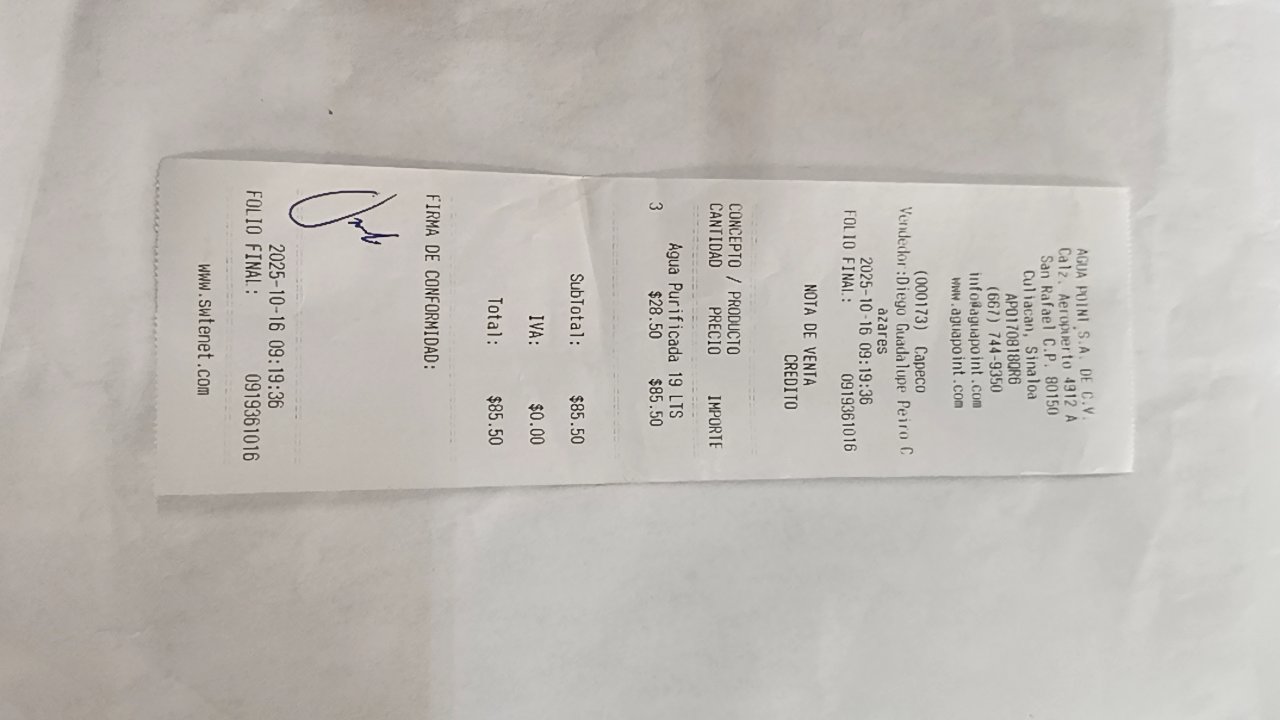 AGUA POINT S.A. DE C.V.
Calz. Aeropuerto 4912 A
San Rafael C.P. 80150
Culiacan, Sinaloa
APO170818QR6
(667) 744-9350
info@aguapoint.com
www.aguapoint.com
(000173) Capeco
Vendedor:Diego Guadalupe Peiro C
azares
2025-10-16 09:19:36
FOLIO FINAL: 0919361016
NOTA DE VENTA
CREDITO
CONCEPTO / PRODUCTO
CANTIDAD PRECIO IMPORTE
Agua Purificada 19 LTS
3 $28.50 $85.50
SubTotal: $85.50
IVA: $0.00
Total: $85.50
FIRMA DE CONFORMIDAD:
2025-10-16 09:19:36
FOLIO FINAL: 0919361016
www.swtenet.com